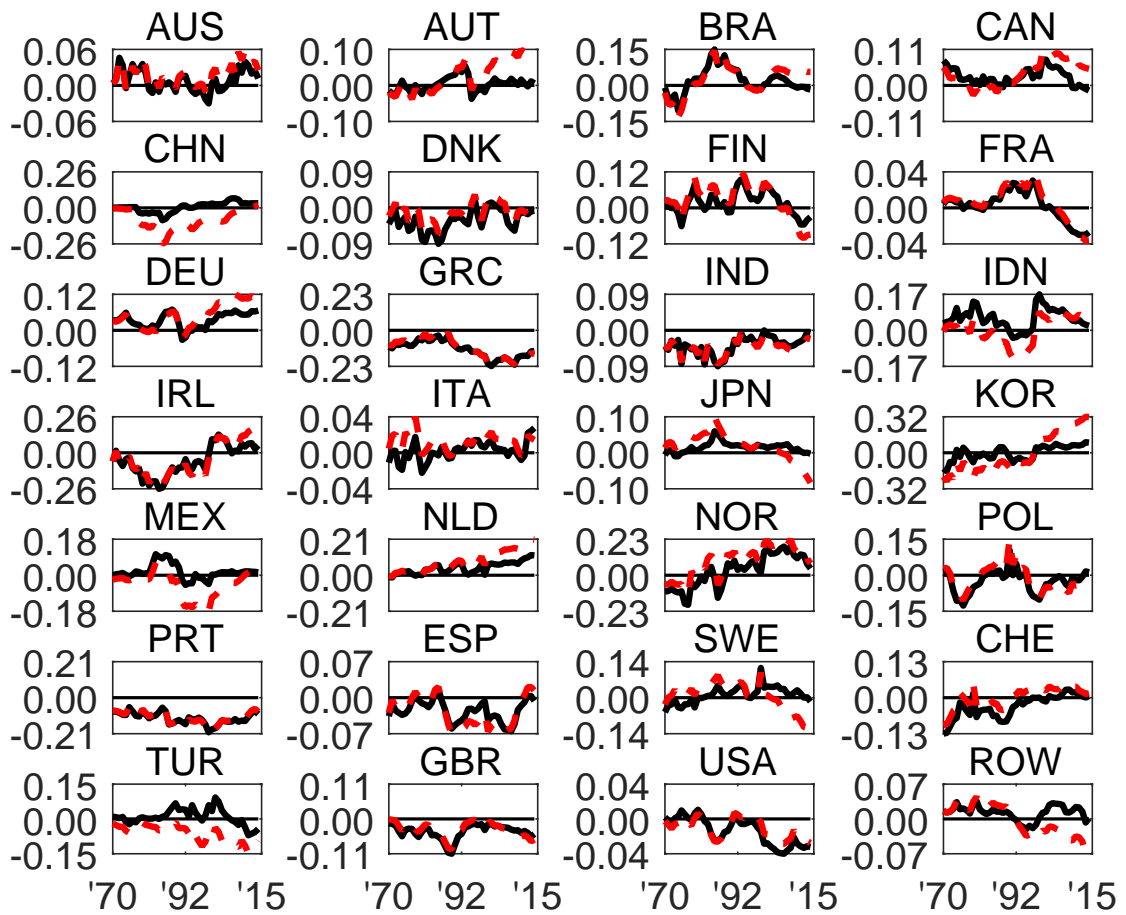 AUS AUT BRA CAN
0.06 0.10 0.15 0.11
0.00 0.00 0.00 0.00
-0.06 -0.10 -0.15 -0.11
CHN DNK FIN FRA
0.26 0.09 0.12 0.04
0.00 0.00 0.00 0.00
-0.26 -0.09 -0.12 -0.04
DEU GRC IND IDN
0.12 0.23 0.09 0.17
0.00 0.00 0.00 0.00
-0.12 -0.23 -0.09 -0.17
IRL ITA JPN KOR
0.26 0.04 0.10 0.32
0.00 0.00 0.00 0.00
-0.26 -0.04 -0.10 -0.32
MEX NLD NOR POL
0.18 0.21 0.23 0.15
0.00 0.00 0.00 0.00
-0.18 -0.21 -0.23 -0.15
PRT ESP SWE CHE
0.21 0.07 0.14 0.13
0.00 0.00 0.00 0.00
-0.21 -0.07 -0.14 -0.13
TUR GBR USA ROW
0.15 0.11 0.04 0.07
0.00 0.00 0.00 0.00
-0.15 -0.11 -0.04 -0.07
'70 '92 '15 '70 '92 '15 '70 '92 '15 '70 '92 '15